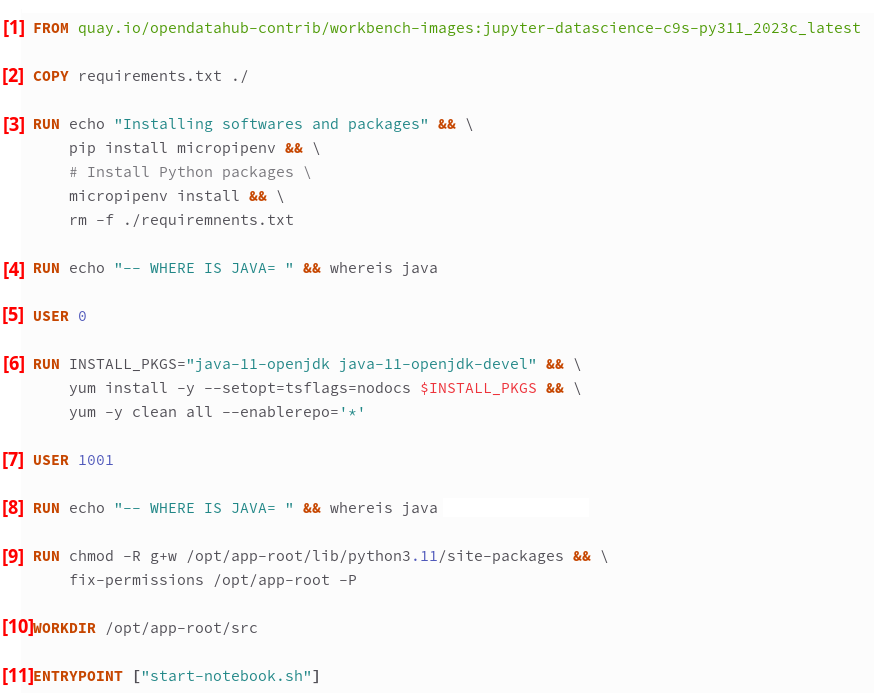 [1] FROM quay.io/opendatahub-contrib/workbench-images:jupyter-datascience-c9s-py311_2023c_latest
[2] COPY requirements.txt ./
[3] RUN echo "Installing softwares and packages" && \
pip install micropipenv && \
# Install Python packages \
micropipenv install && \
rm -f ./requiremnents.txt
[4] RUN echo "-- WHERE IS JAVA= " && whereis java
[5] USER 0
[6] RUN INSTALL_PKGS="java-11-openjdk java-11-openjdk-devel" && \
yum install -y --setopt=tsflags=nodocs $INSTALL_PKGS && \
yum -y clean all --enablerepo='*'
[7] USER 1001
[8] RUN echo "-- WHERE IS JAVA= " && whereis java
[9] RUN chmod -R g+w /opt/app-root/lib/python3.11/site-packages && \
fix-permissions /opt/app-root -P
[10] WORKDIR /opt/app-root/src
[11] ENTRYPOINT ["start-notebook.sh"]